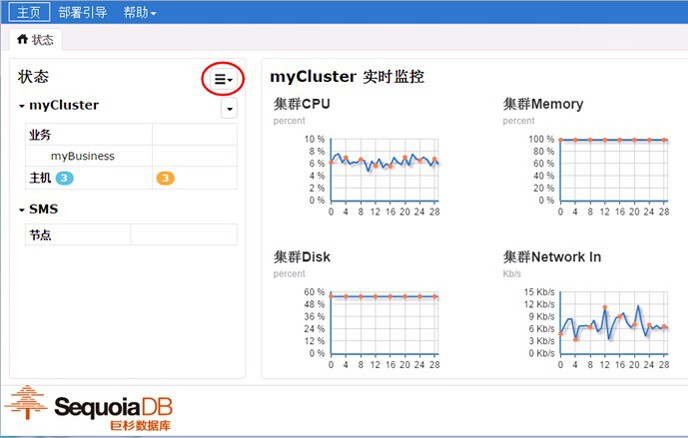 主页 部署引导 帮助
状态
状态
myCluster
业务
myBusiness
主机 3 3
SMS
节点
myCluster 实时监控
集群CPU
percent
10 %
8 %
6 %
4 %
2 %
0 %
0 4 8 12 16 20 24 28
集群Memory
percent
100 %
80 %
60 %
40 %
20 %
0 %
0 4 8 12 16 20 24 28
集群Disk
percent
60 %
48 %
36 %
24 %
12 %
0 %
0 4 8 12 16 20 24 28
集群Network In
Kb/s
15 Kb/s
12 Kb/s
9 Kb/s
6 Kb/s
3 Kb/s
0 Kb/s
0 4 8 12 16 20 24 28
SequoiaDB
巨杉数据库